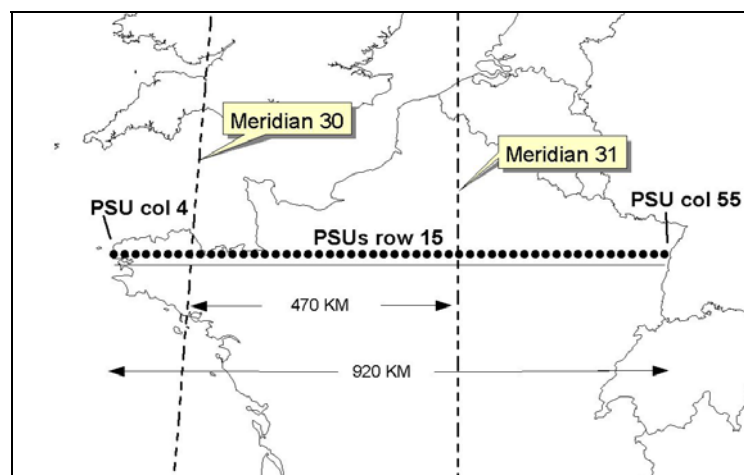 Meridian 30
Meridian 31
PSU col 4
PSU col 55
PSUs row 15
470 KM
920 KM